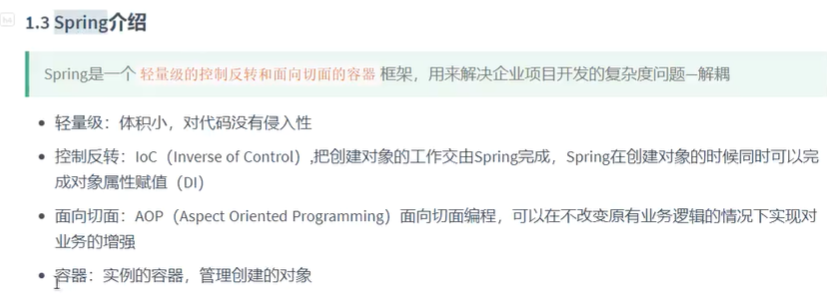 1.3 Spring介绍
Spring是一个 轻量级的控制反转和面向切面的容器 框架，用来解决企业项目开发的复杂度问题—解耦
• 轻量级：体积小，对代码没有侵入性
• 控制反转：IoC（Inverse of Control）,把创建对象的工作交由Spring完成，Spring在创建对象的时候同时可以完
成对象属性赋值（DI）
• 面向切面：AOP（Aspect Oriented Programming）面向切面编程，可以在不改变原有业务逻辑的情况下实现对
业务的增强
• 容器：实例的容器，管理创建的对象